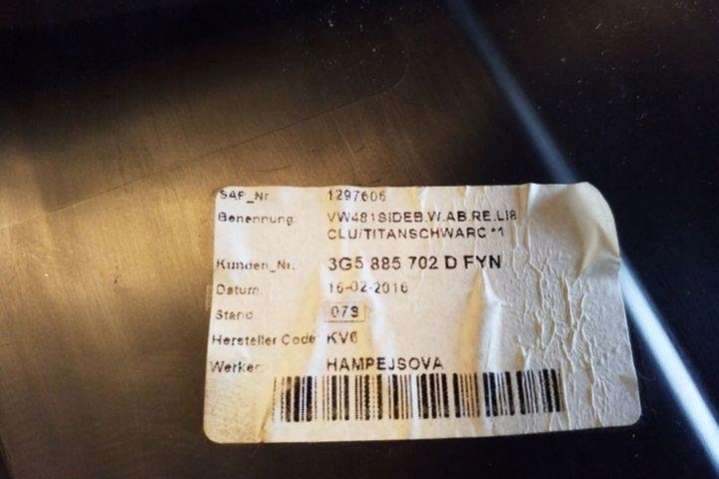 SAP_Nr 1297606
Benennung VW481SIDEB.W.AB.RE.LI8
CLU/TITANSCHWARC *1
Kunden_Nr. 3G5 885 702 D FYN
Datum 16-02-2016
Stand 073
Hersteller Code KV6
Werker HAMPEJSOVA